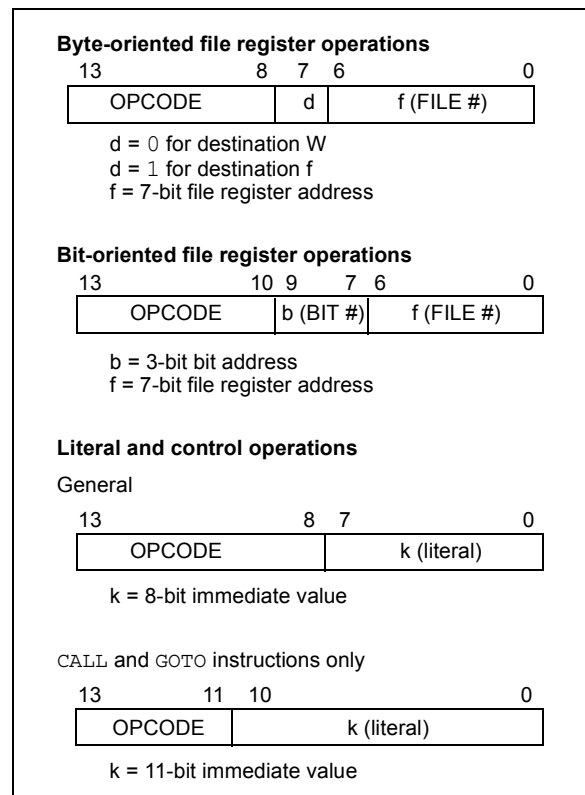 Byte-oriented file register operations
13 8 7 6 0
OPCODE d f (FILE #)
d = 0 for destination W
d = 1 for destination f
f = 7-bit file register address
Bit-oriented file register operations
13 10 9 7 6 0
OPCODE b (BIT #) f (FILE #)
b = 3-bit bit address
f = 7-bit file register address
Literal and control operations
General
13 8 7 0
OPCODE k (literal)
k = 8-bit immediate value
CALL and GOTO instructions only
13 11 10 0
OPCODE k (literal)
k = 11-bit immediate value